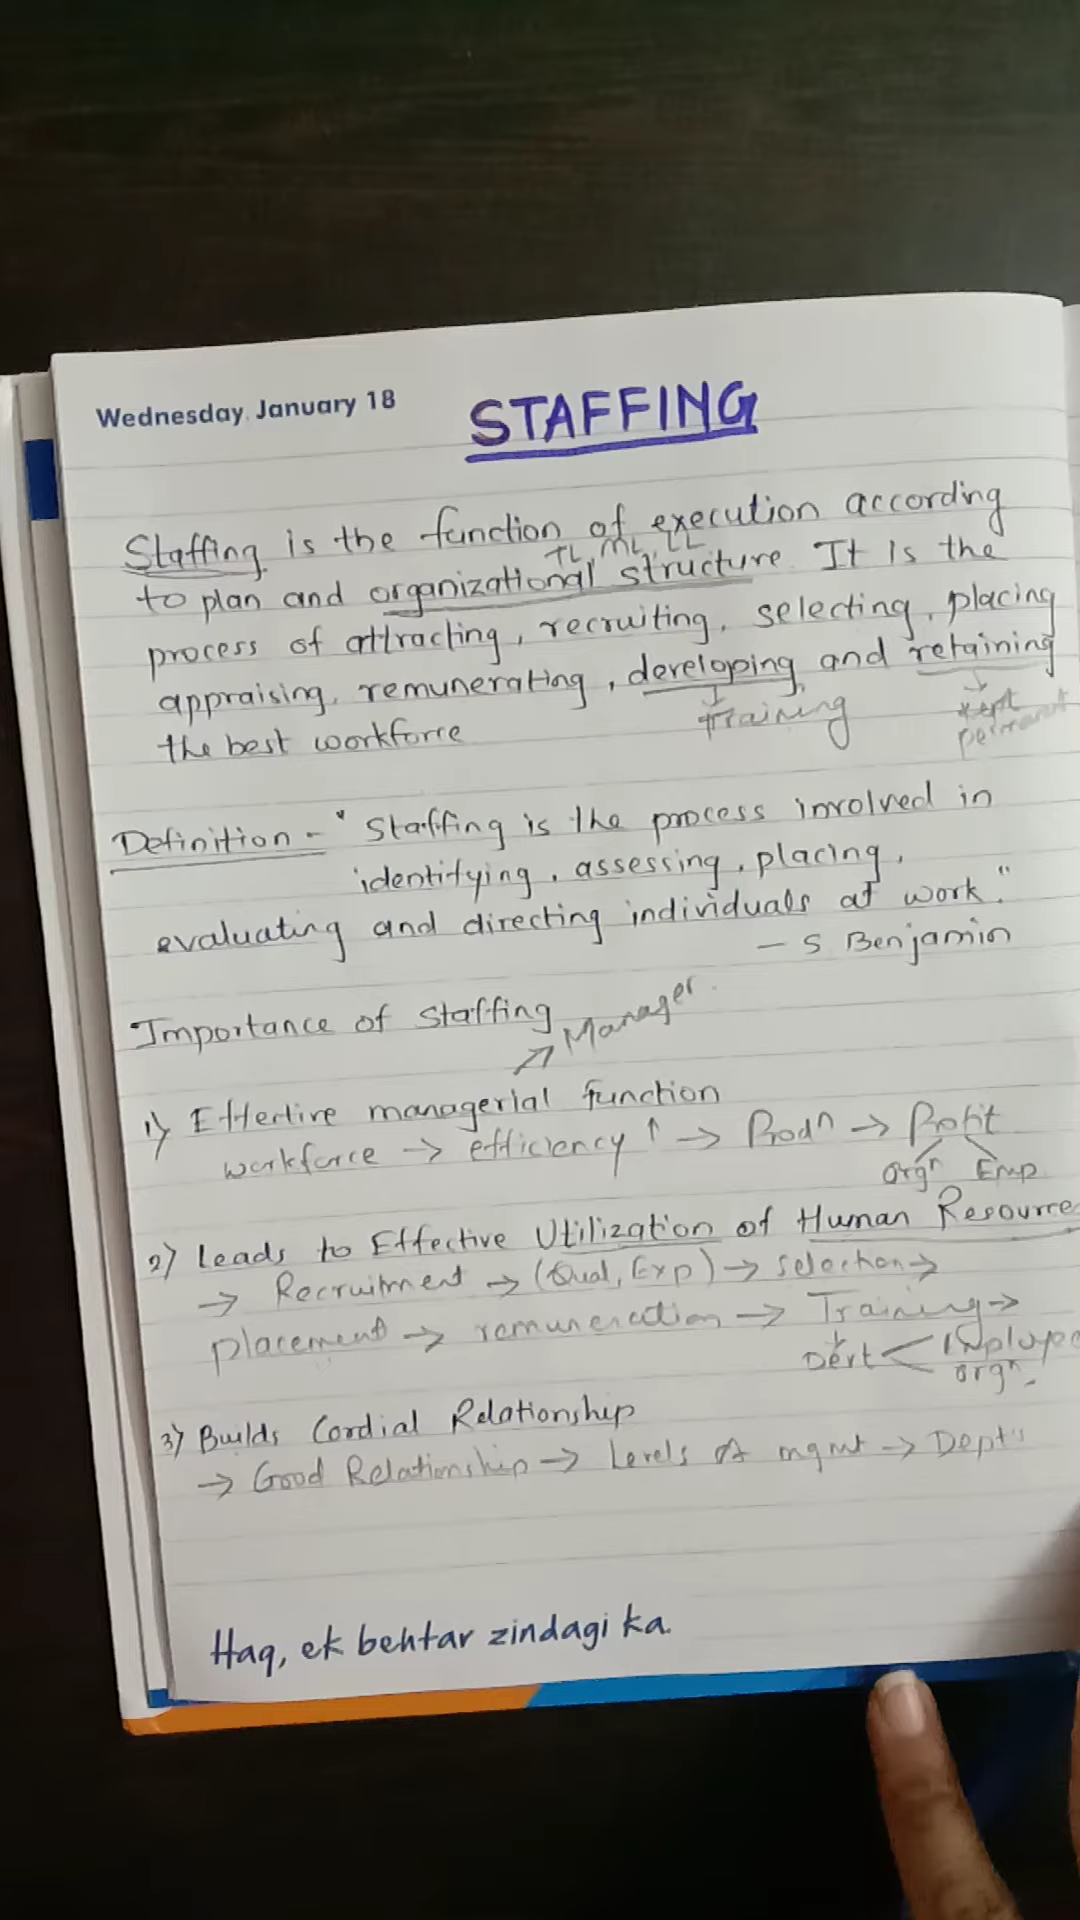 Wednesday, January 18
STAFFING
Staffing is the function of execution according
TL, ML, LL
to plan and organizational structure. It is the
process of attracting, recruiting, selecting, placing
appraising, remunerating, developing and retaining
Training
kept
permanent
the best workforce
Definition - " Staffing is the process involved in
identifying, assessing, placing,
evaluating and directing individuals at work."
- S Benjamin
Importance of Staffing
Manager
1) Effective managerial function
workforce → efficiency ↑ → Prodn → Profit
Orgn Emp
2) Leads to Effective Utilization of Human Resource
→ Recruitment → (Qual, Exp) → Selection →
placement → remuneration → Training →
orgn
3) Builds Cordial Relationship
→ Good Relationship → Levels of mgmt → Dept's
Haq, ek behtar zindagi ka.